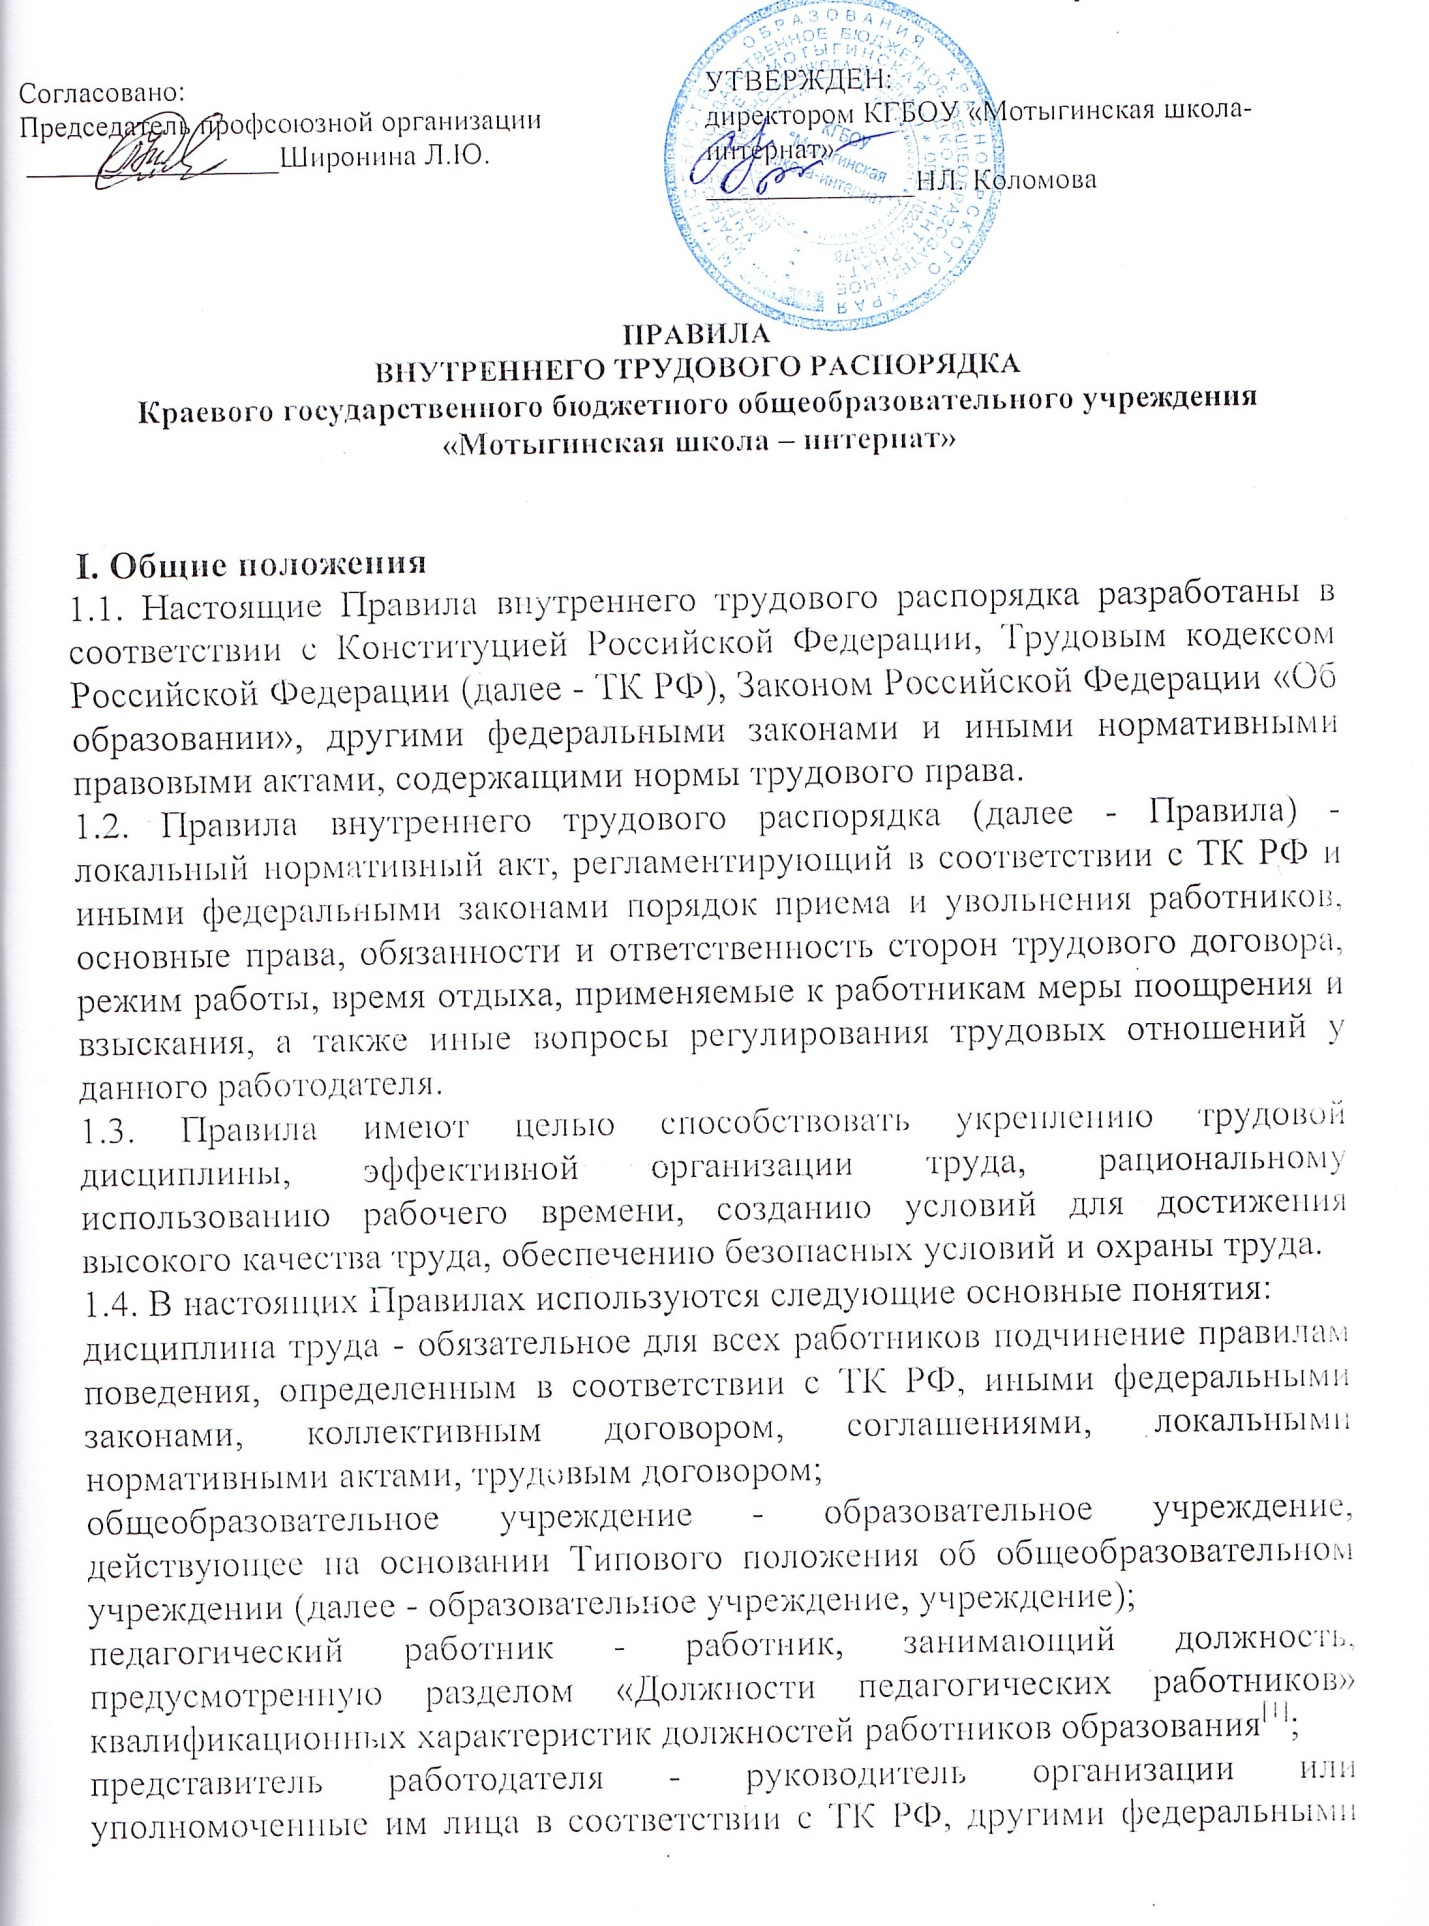 Согласовано:
Председатель профсоюзной организации
Широнина Л.Ю.
УТВЕРЖДЕН:
директором КГБОУ «Мотыгинская школа-
интернат»
НЛ. Коломова
ПРАВИЛА
ВНУТРЕННЕГО ТРУДОВОГО РАСПОРЯДКА
Краевого государственного бюджетного общеобразовательного учреждения
«Мотыгинская школа – интернат»
I. Общие положения
1.1. Настоящие Правила внутреннего трудового распорядка разработаны в
соответствии с Конституцией Российской Федерации, Трудовым кодексом
Российской Федерации (далее - ТК РФ), Законом Российской Федерации «Об
образовании», другими федеральными законами и иными нормативными
правовыми актами, содержащими нормы трудового права.
1.2. Правила внутреннего трудового распорядка (далее - Правила) -
локальный нормативный акт, регламентирующий в соответствии с ТК РФ и
иными федеральными законами порядок приема и увольнения работников,
основные права, обязанности и ответственность сторон трудового договора,
режим работы, время отдыха, применяемые к работникам меры поощрения и
взыскания, а также иные вопросы регулирования трудовых отношений у
данного работодателя.
1.3. Правила имеют целью способствовать укреплению трудовой
дисциплины, эффективной организации труда, рациональному
использованию рабочего времени, созданию условий для достижения
высокого качества труда, обеспечению безопасных условий и охраны труда.
1.4. В настоящих Правилах используются следующие основные понятия:
дисциплина труда - обязательное для всех работников подчинение правилам
поведения, определенным в соответствии с ТК РФ, иными федеральными
законами, коллективным договором, соглашениями, локальными
нормативными актами, трудовым договором;
общеобразовательное учреждение - образовательное учреждение,
действующее на основании Типового положения об общеобразовательном
учреждении (далее - образовательное учреждение, учреждение);
педагогический работник - работник, занимающий должность,
предусмотренную разделом «Должности педагогических работников»
квалификационных характеристик должностей работников образования[1];
представитель работодателя - руководитель организации или
уполномоченные им лица в соответствии с ТК РФ, другими федеральными